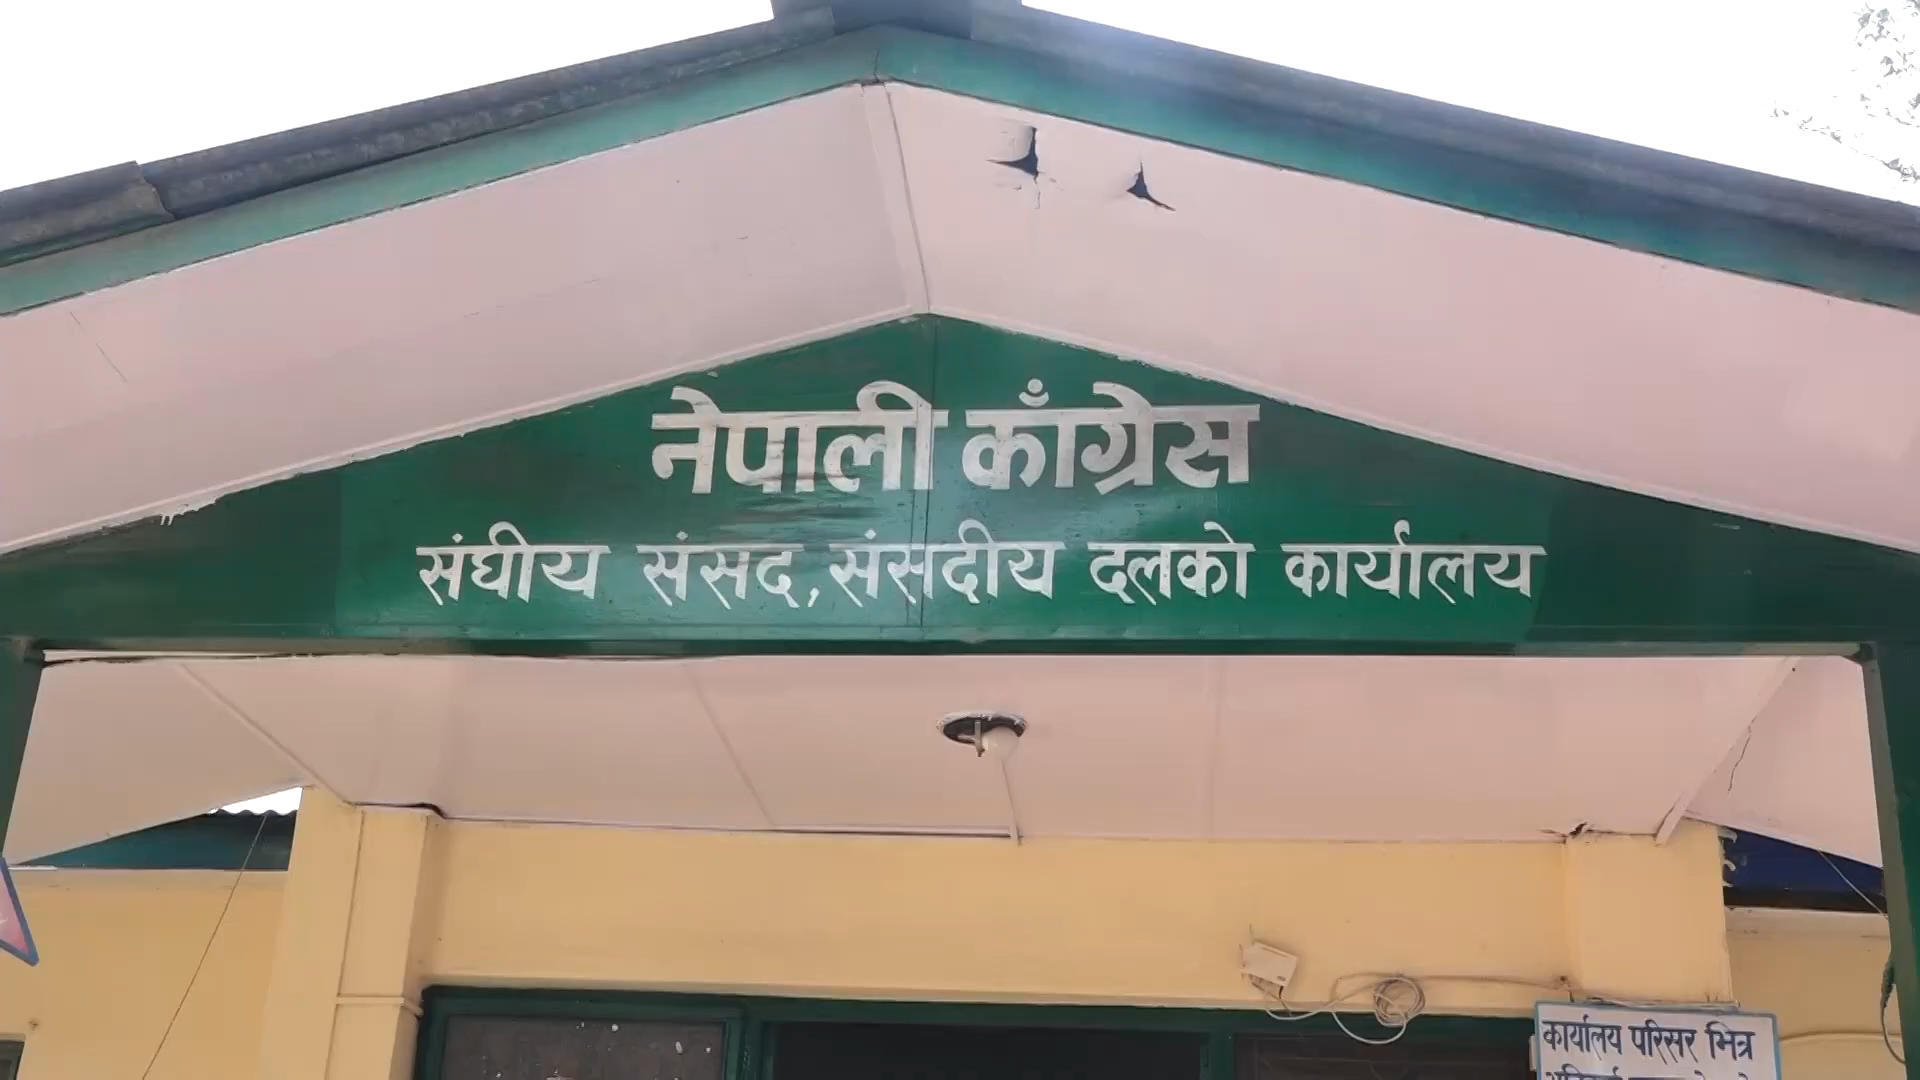 नेपाली काँग्रेस
संघीय संसद, संसदीय दलको कार्यालय
कार्यालय परिसर भित्र